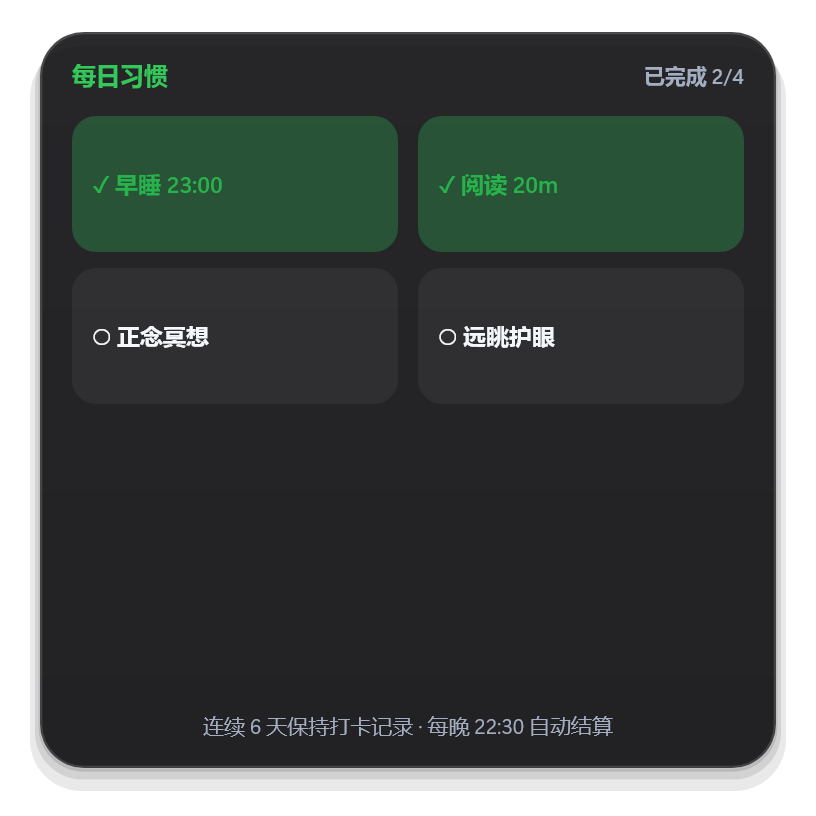 每日习惯
已完成 2/4
✓ 早睡 23:00
✓ 阅读 20m
○ 正念冥想
○ 远眺护眼
连续 6 天保持打卡记录 · 每晚 22:30 自动结算